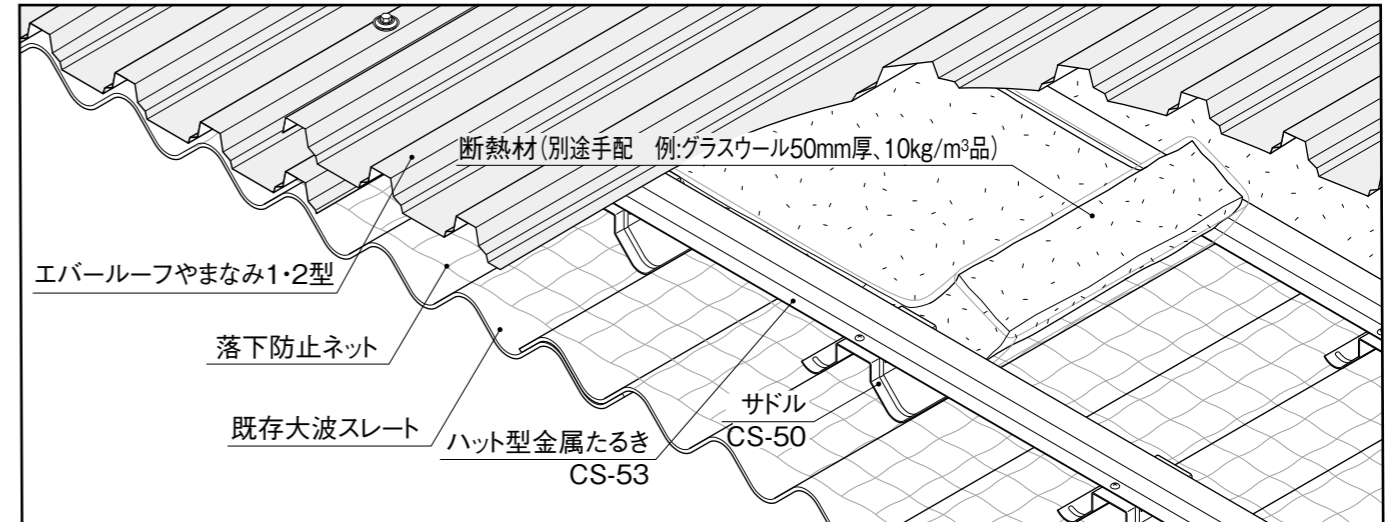 断熱材(別途手配　例:グラスウール50mm厚、10kg/m³品)
エバールーフやまなみ1・2型
落下防止ネット
既存大波スレート
ハット型金属たるき
CS-53
サドル
CS-50